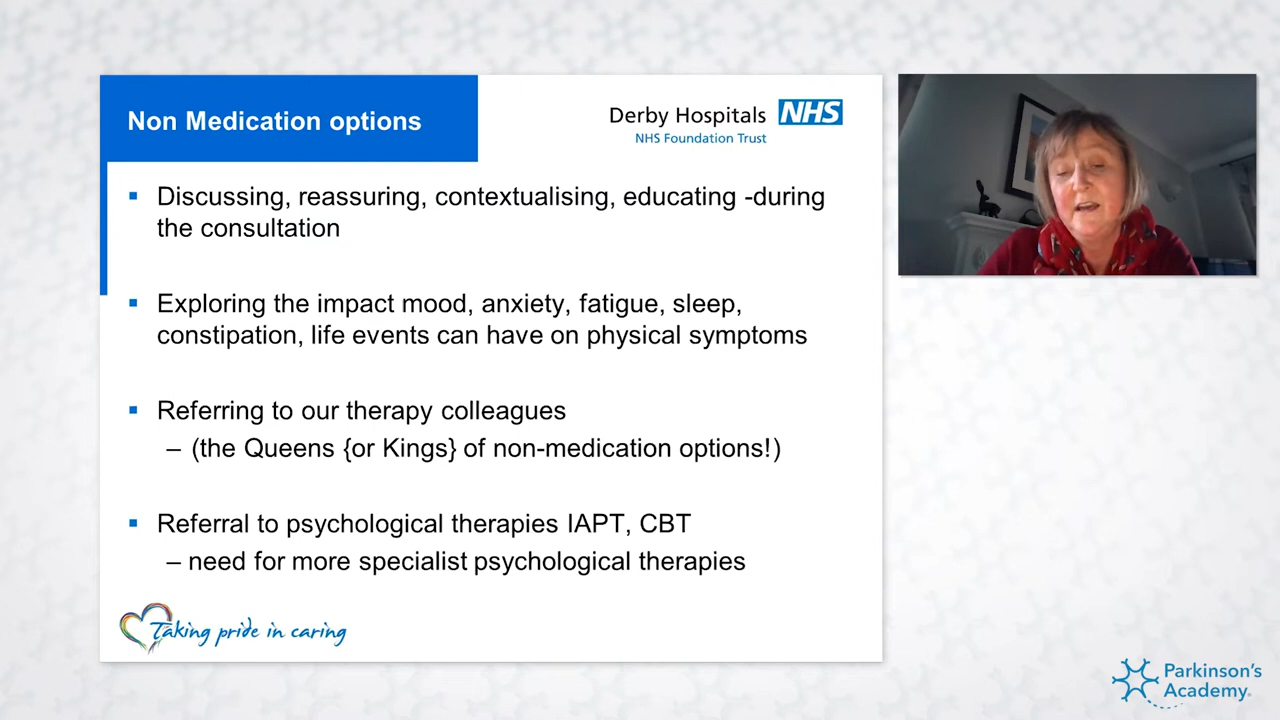 Non Medication options
Derby Hospitals NHS
NHS Foundation Trust
▪ Discussing, reassuring, contextualising, educating -during
the consultation
▪ Exploring the impact mood, anxiety, fatigue, sleep,
constipation, life events can have on physical symptoms
▪ Referring to our therapy colleagues
– (the Queens {or Kings} of non-medication options!)
▪ Referral to psychological therapies IAPT, CBT
– need for more specialist psychological therapies
Taking pride in caring
Parkinson's
Academy